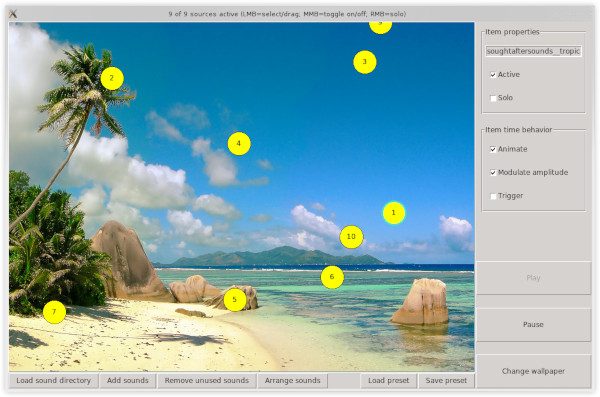 9 of 9 sources active (LMB=select/drag, MMB=toggle on/off, RMB=solo)
9
3
2
4
1
10
6
5
7
Item properties
soughtaftersounds__tropic
Active
Solo
Item time behavior
Animate
Modulate amplitude
Trigger
Play
Pause
Change wallpaper
Load sound directory
Add sounds
Remove unused sounds
Arrange sounds
Load preset
Save preset